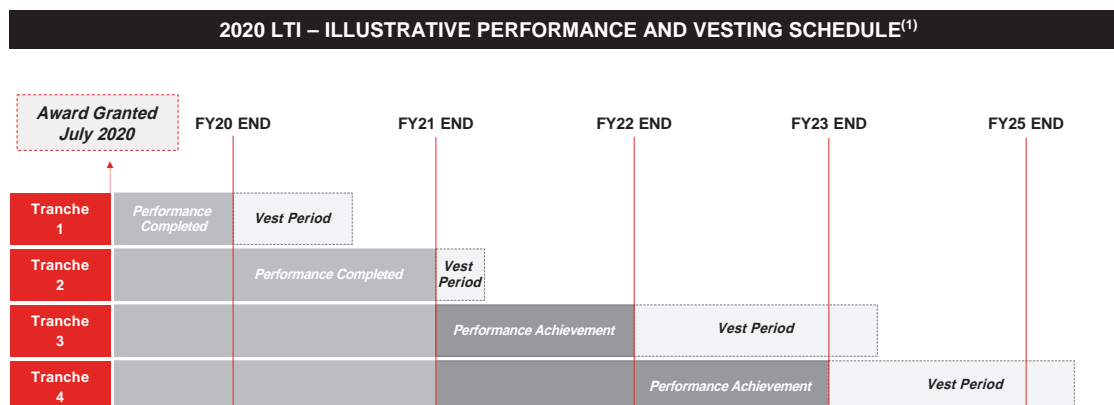 2020 LTI – ILLUSTRATIVE PERFORMANCE AND VESTING SCHEDULE(1)
Award Granted
July 2020
FY20 END
FY21 END
FY22 END
FY23 END
FY25 END
Tranche
1
Performance
Completed
Vest Period
Tranche
2
Performance Completed
Vest
Period
Tranche
3
Performance Achievement
Vest Period
Tranche
4
Performance Achievement
Vest Period